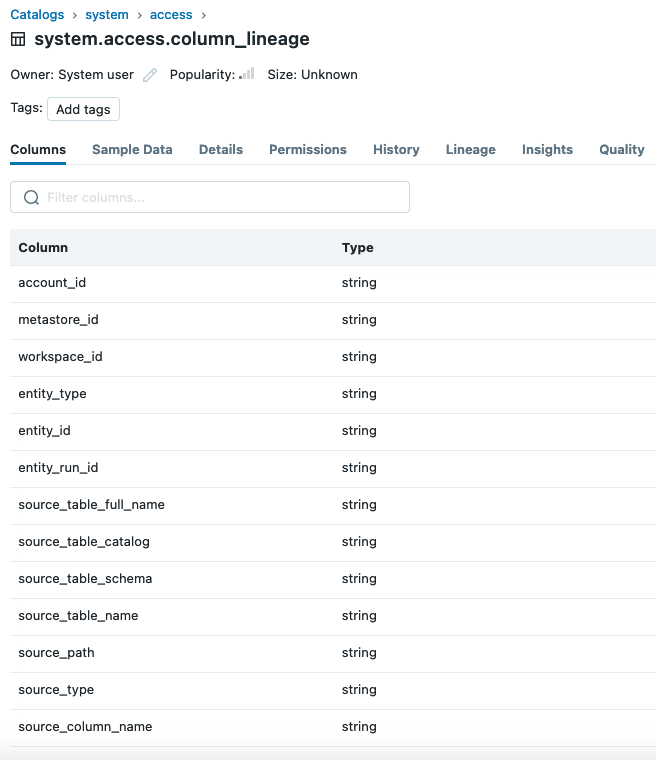 Catalogs › system › access ›
system.access.column_lineage
Owner: System user Popularity: Size: Unknown
Tags: Add tags
Columns Sample Data Details Permissions History Lineage Insights Quality
Filter columns...
Column Type
account_id string
metastore_id string
workspace_id string
entity_type string
entity_id string
entity_run_id string
source_table_full_name string
source_table_catalog string
source_table_schema string
source_table_name string
source_path string
source_type string
source_column_name string